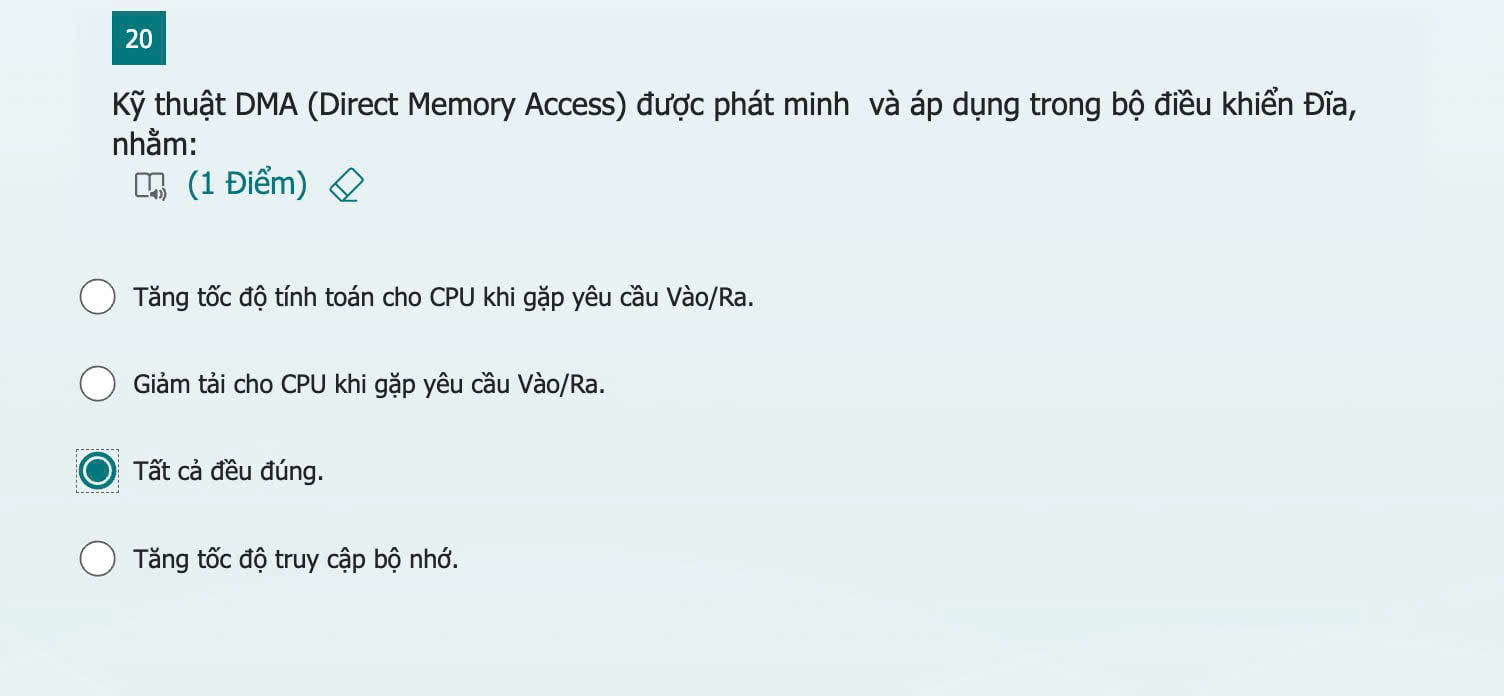 20
Kỹ thuật DMA (Direct Memory Access) được phát minh  và áp dụng trong bộ điều khiển Đĩa,
nhằm:
(1 Điểm)
Tăng tốc độ tính toán cho CPU khi gặp yêu cầu Vào/Ra.
Giảm tải cho CPU khi gặp yêu cầu Vào/Ra.
Tất cả đều đúng.
Tăng tốc độ truy cập bộ nhớ.